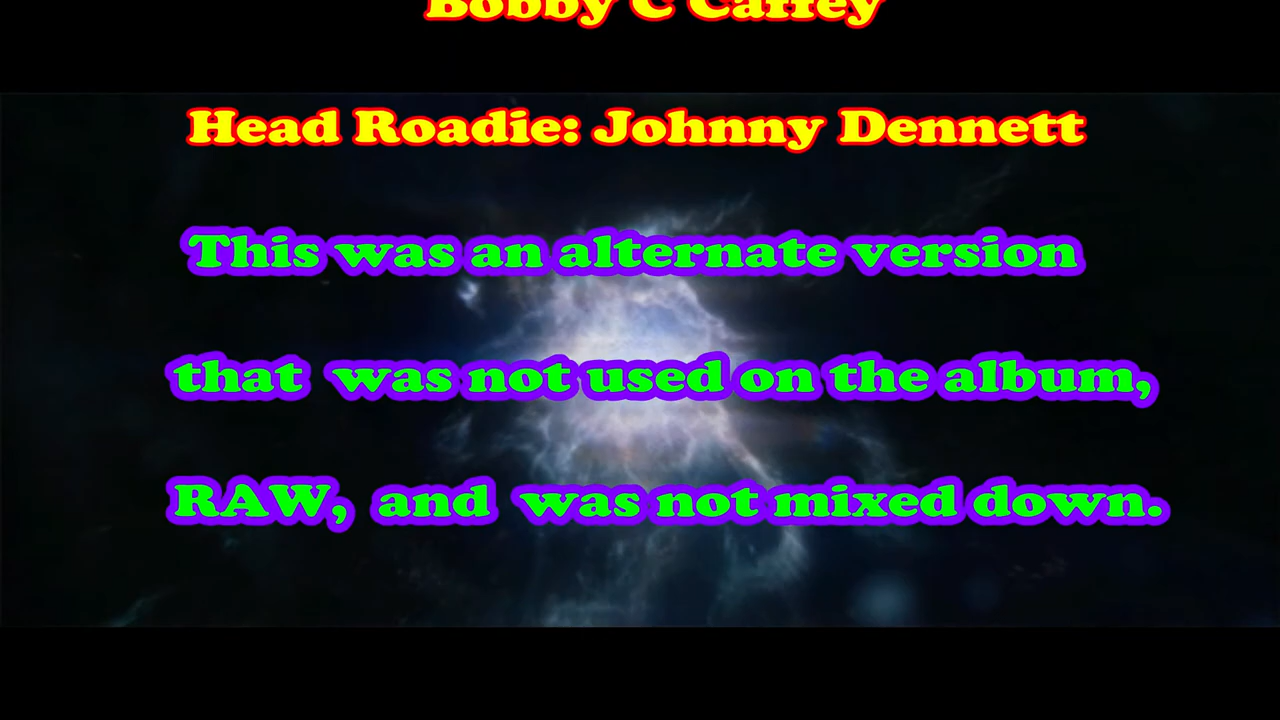 Bobby C Caffey
Head Roadie: Johnny Dennett
This was an alternate version
that was not used on the album,
RAW, and was not mixed down.